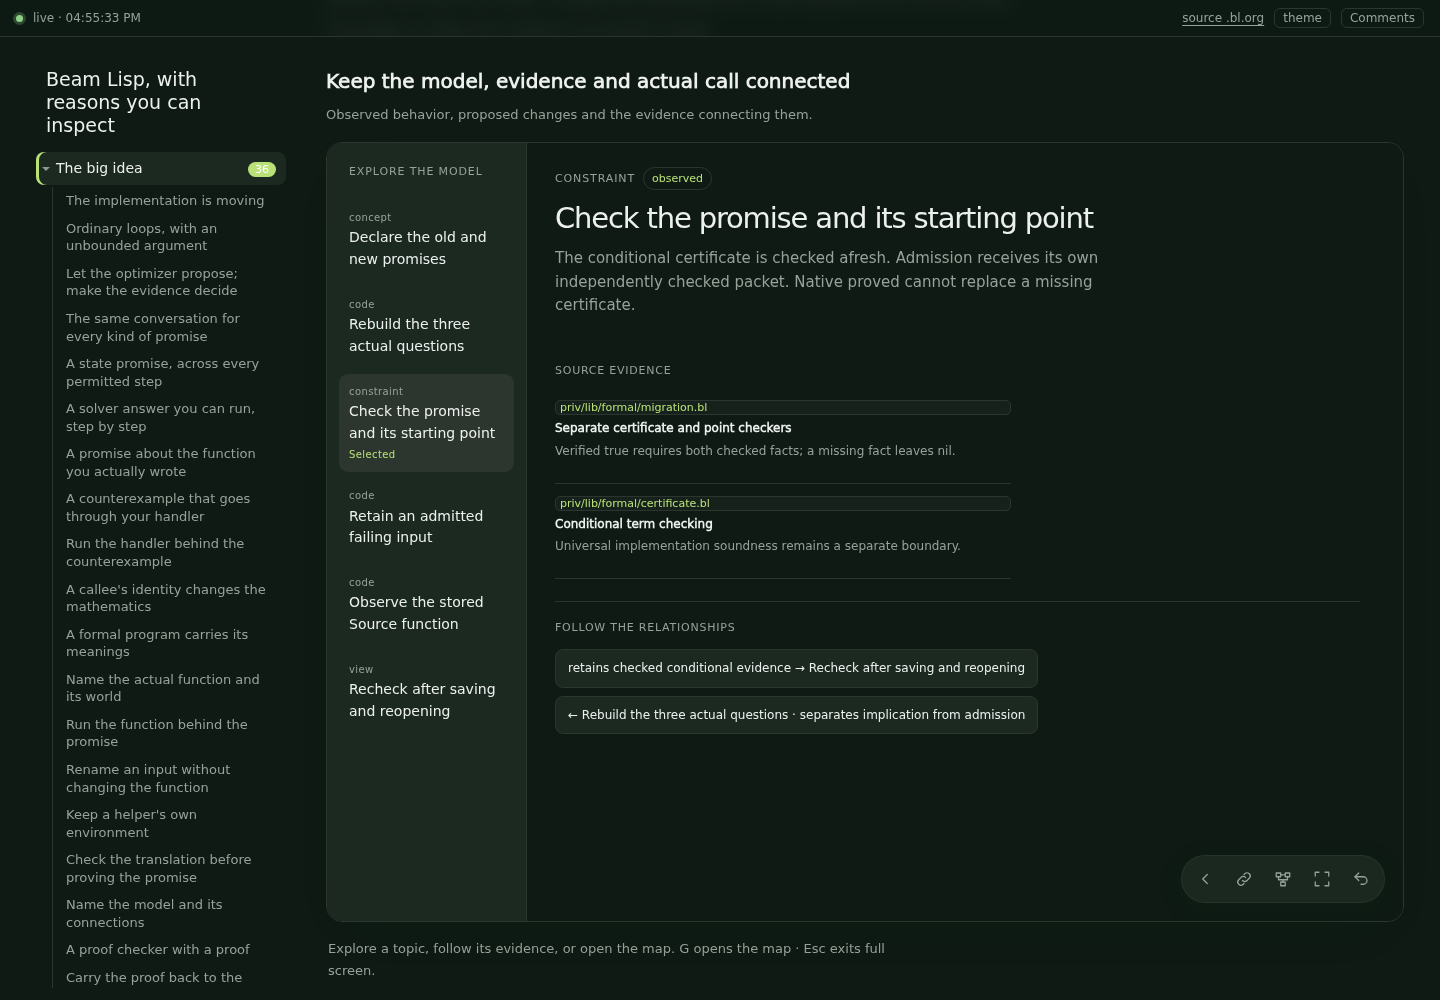 live · 04:55:33 PM
source .bl.org
theme
Comments
Beam Lisp, with
reasons you can
inspect
The big idea
36
The implementation is moving
Ordinary loops, with an
unbounded argument
Let the optimizer propose;
make the evidence decide
The same conversation for
every kind of promise
A state promise, across every
permitted step
A solver answer you can run,
step by step
A promise about the function
you actually wrote
A counterexample that goes
through your handler
Run the handler behind the
counterexample
A callee's identity changes the
mathematics
A formal program carries its
meanings
Name the actual function and
its world
Run the function behind the
promise
Rename an input without
changing the function
Keep a helper's own
environment
Check the translation before
proving the promise
Name the model and its
connections
A proof checker with a proof
Carry the proof back to the
Keep the model, evidence and actual call connected
Observed behavior, proposed changes and the evidence connecting them.
EXPLORE THE MODEL
concept
Declare the old and
new promises
code
Rebuild the three
actual questions
constraint
Check the promise
and its starting point
Selected
code
Retain an admitted
failing input
code
Observe the stored
Source function
view
Recheck after saving
and reopening
CONSTRAINT
observed
Check the promise and its starting point
The conditional certificate is checked afresh. Admission receives its own
independently checked packet. Native proved cannot replace a missing
certificate.
SOURCE EVIDENCE
priv/lib/formal/migration.bl
Separate certificate and point checkers
Verified true requires both checked facts; a missing fact leaves nil.
priv/lib/formal/certificate.bl
Conditional term checking
Universal implementation soundness remains a separate boundary.
FOLLOW THE RELATIONSHIPS
retains checked conditional evidence → Recheck after saving and reopening
← Rebuild the three actual questions · separates implication from admission
Explore a topic, follow its evidence, or open the map. G opens the map · Esc exits full
screen.